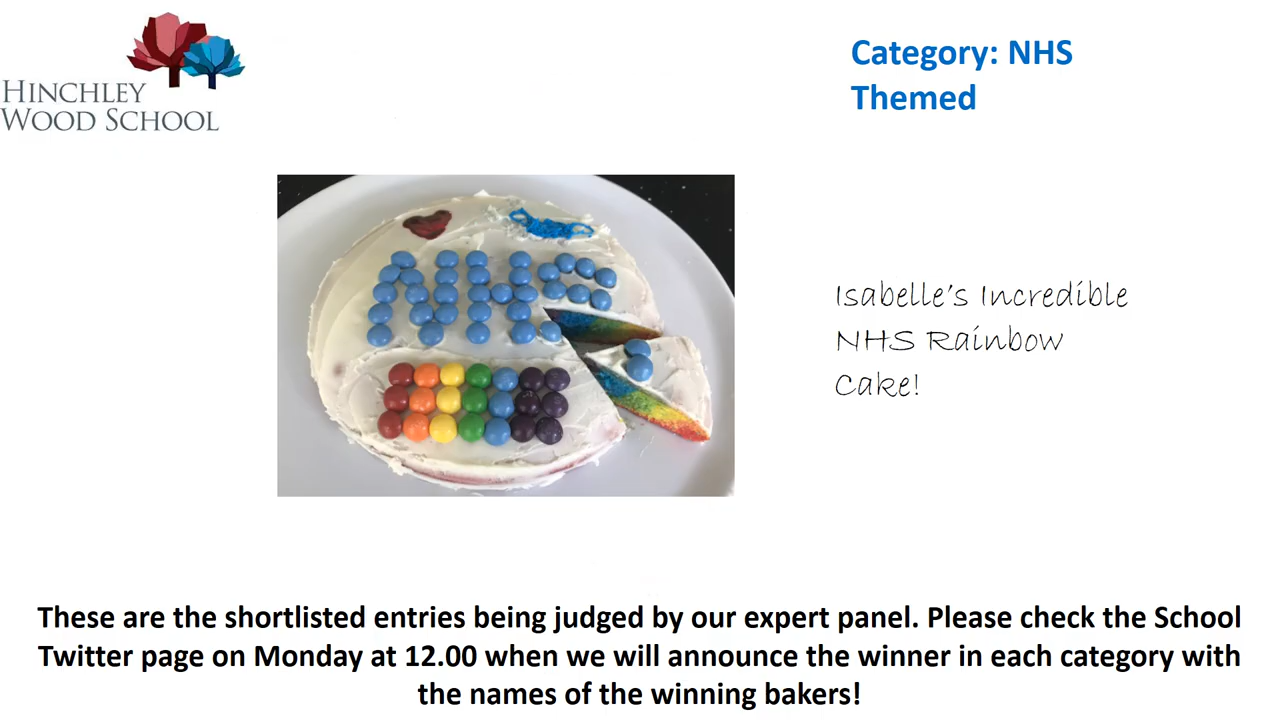 HINCHLEY
WOOD SCHOOL
Category: NHS
Themed
NHS
Isabelle's Incredible
NHS Rainbow
Cake!
These are the shortlisted entries being judged by our expert panel. Please check the School
Twitter page on Monday at 12.00 when we will announce the winner in each category with
the names of the winning bakers!